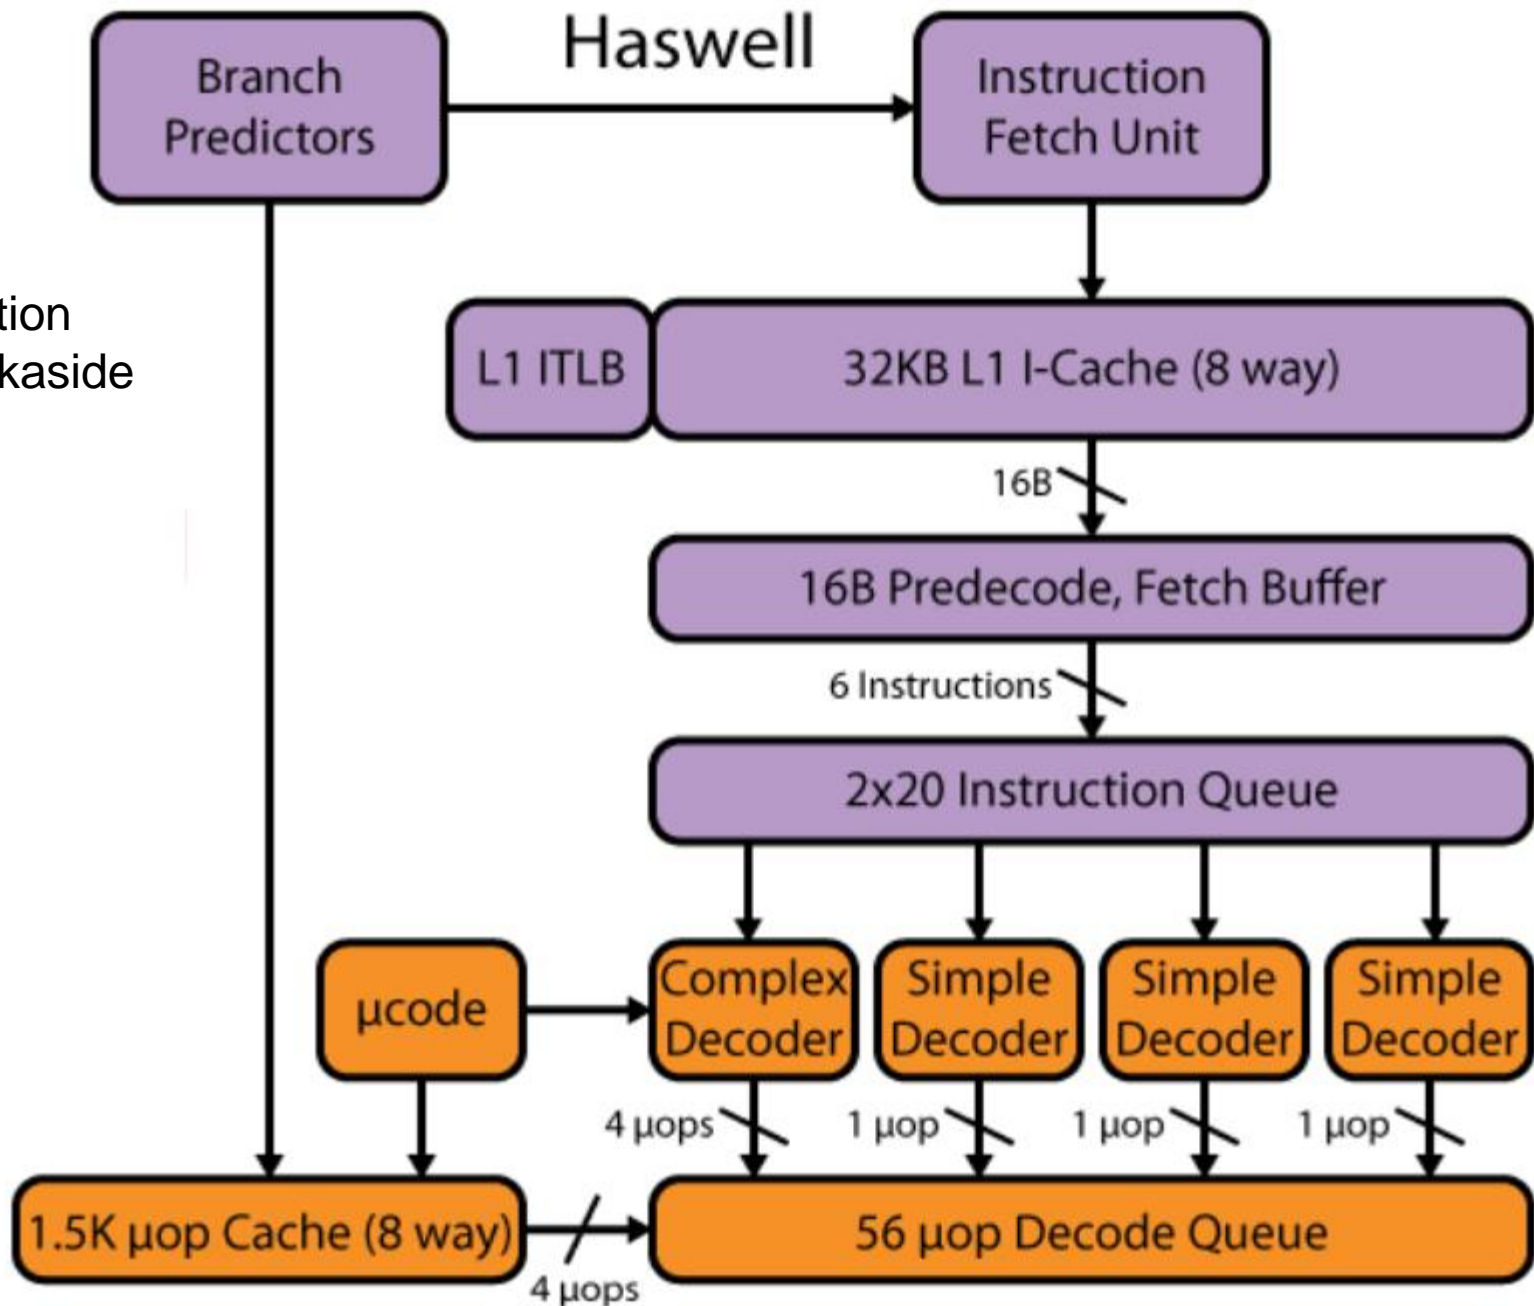 Haswell
Branch
Predictors
Instruction
Fetch Unit
tion
kaside
L1 ITLB
32KB L1 I-Cache (8 way)
16B
16B Predecode, Fetch Buffer
6 Instructions
2x20 Instruction Queue
µcode
Complex
Decoder
Simple
Decoder
Simple
Decoder
Simple
Decoder
4 µops
1 µop
1 µop
1 µop
1.5K µop Cache (8 way)
4 µops
56 µop Decode Queue